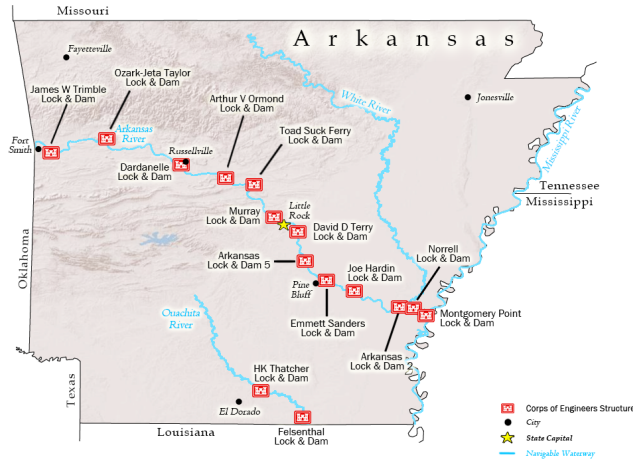 Missouri
Arkansas
Fayetteville
Ozark-Jeta Taylor
Lock & Dam
James W Trimble
Lock & Dam
Arthur V Ormond
Lock & Dam
White River
Jonesville
Mississippi River
Toad Suck Ferry
Lock & Dam
Arkansas
River
Fort
Smith
Russellville
Dardanelle
Lock & Dam
Tennessee
Mississippi
Murray
Lock & Dam
Little
Rock
David D Terry
Lock & Dam
Oklahoma
Arkansas
Lock & Dam 5
Norrell
Lock & Dam
Joe Hardin
Lock & Dam
Pine
Bluff
Emmett Sanders
Lock & Dam
Montgomery Point
Lock & Dam
Ouachita
River
Arkansas
Lock & Dam 2
HK Thatcher
Lock & Dam
Texas
El Dorado
Louisiana
Felsenthal
Lock & Dam
Corps of Engineers Structure
City
State Capital
Navigable Waterway